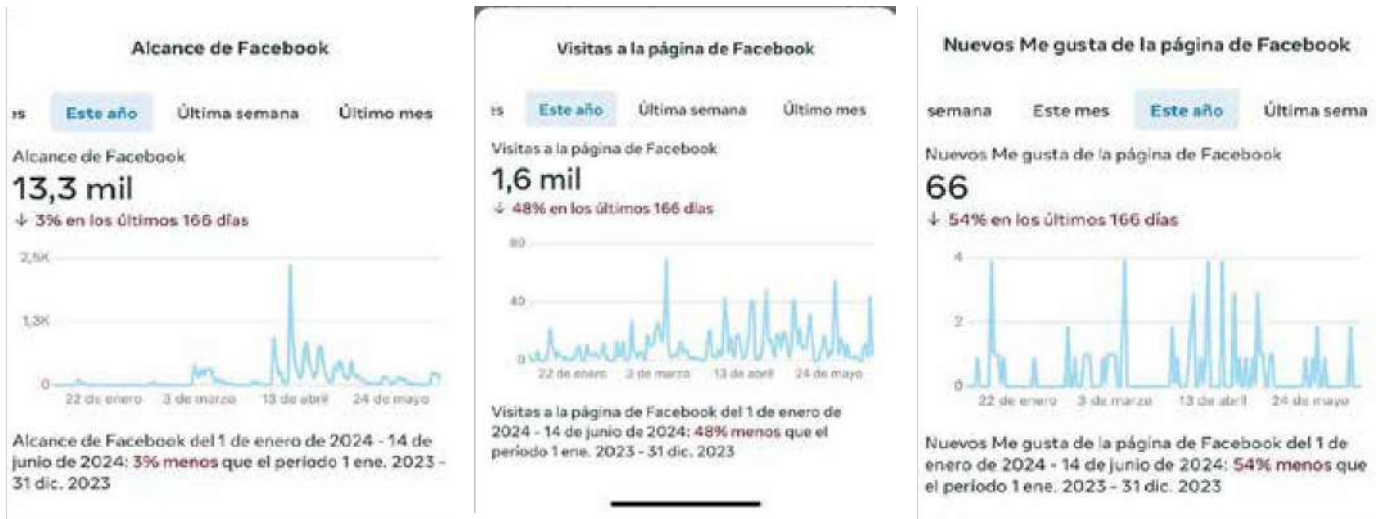 Alcance de Facebook
es
Este año
Última semana
Último mes
Alcance de Facebook
13,3 mil
↓ 3% en los últimos 166 días
2,5K
1,3K
0
22 de enero
3 de marzo
13 de abril
24 de mayo
Alcance de Facebook del 1 de enero de 2024 - 14 de
junio de 2024: 3% menos que el periodo 1 ene. 2023 -
31 dic. 2023
Visitas a la página de Facebook
es
Este año
Última semana
Último mes
Visitas a la página de Facebook
1,6 mil
↓ 48% en los últimos 166 días
80
40
0
22 de enero
3 de marzo
13 de abril
24 de mayo
Visitas a la página de Facebook del 1 de enero de
2024 - 14 de junio de 2024: 48% menos que el
periodo 1 ene. 2023 - 31 dic. 2023
Nuevos Me gusta de la página de Facebook
semana
Este mes
Este año
Última sema
Nuevos Me gusta de la página de Facebook
66
↓ 54% en los últimos 166 días
4
2
0
22 de enero
3 de marzo
13 de abril
24 de mayo
Nuevos Me gusta de la página de Facebook del 1 de
enero de 2024 - 14 de junio de 2024: 54% menos que
el periodo 1 ene. 2023 - 31 dic. 2023